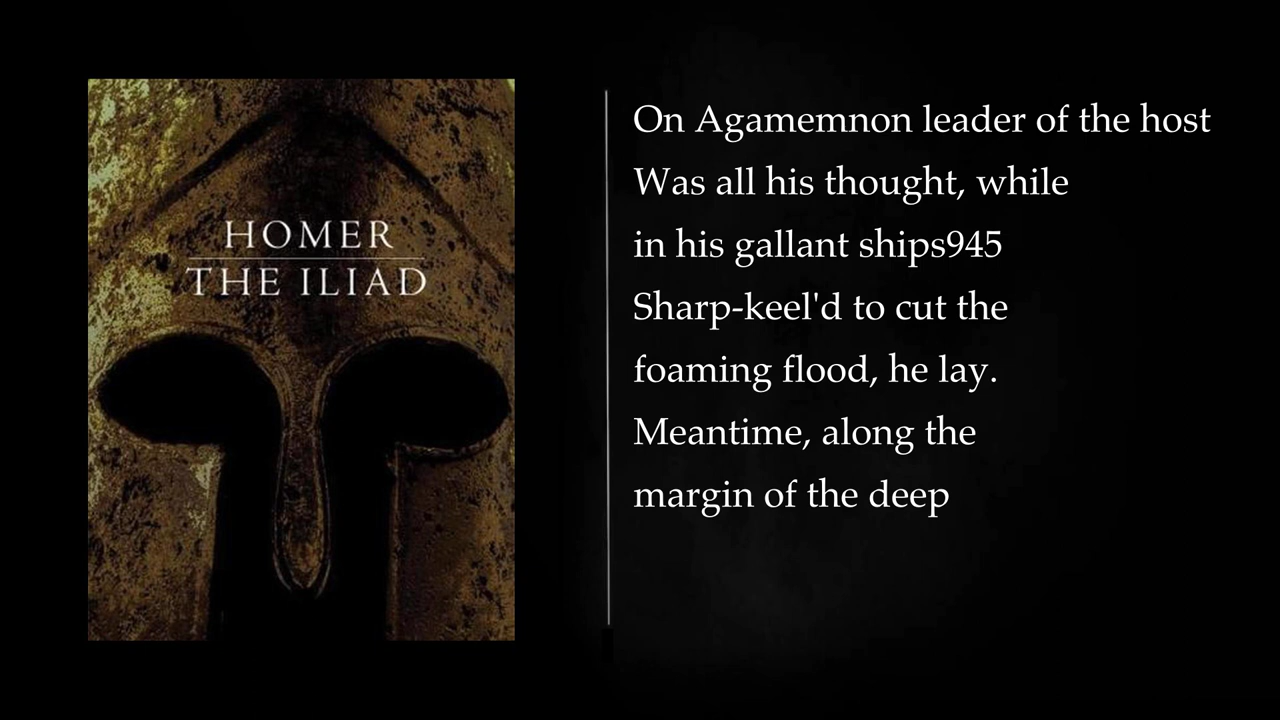 HOMER
THE ILIAD
On Agamemnon leader of the host
Was all his thought, while
in his gallant ships945
Sharp-keel'd to cut the
foaming flood, he lay.
Meantime, along the
margin of the deep